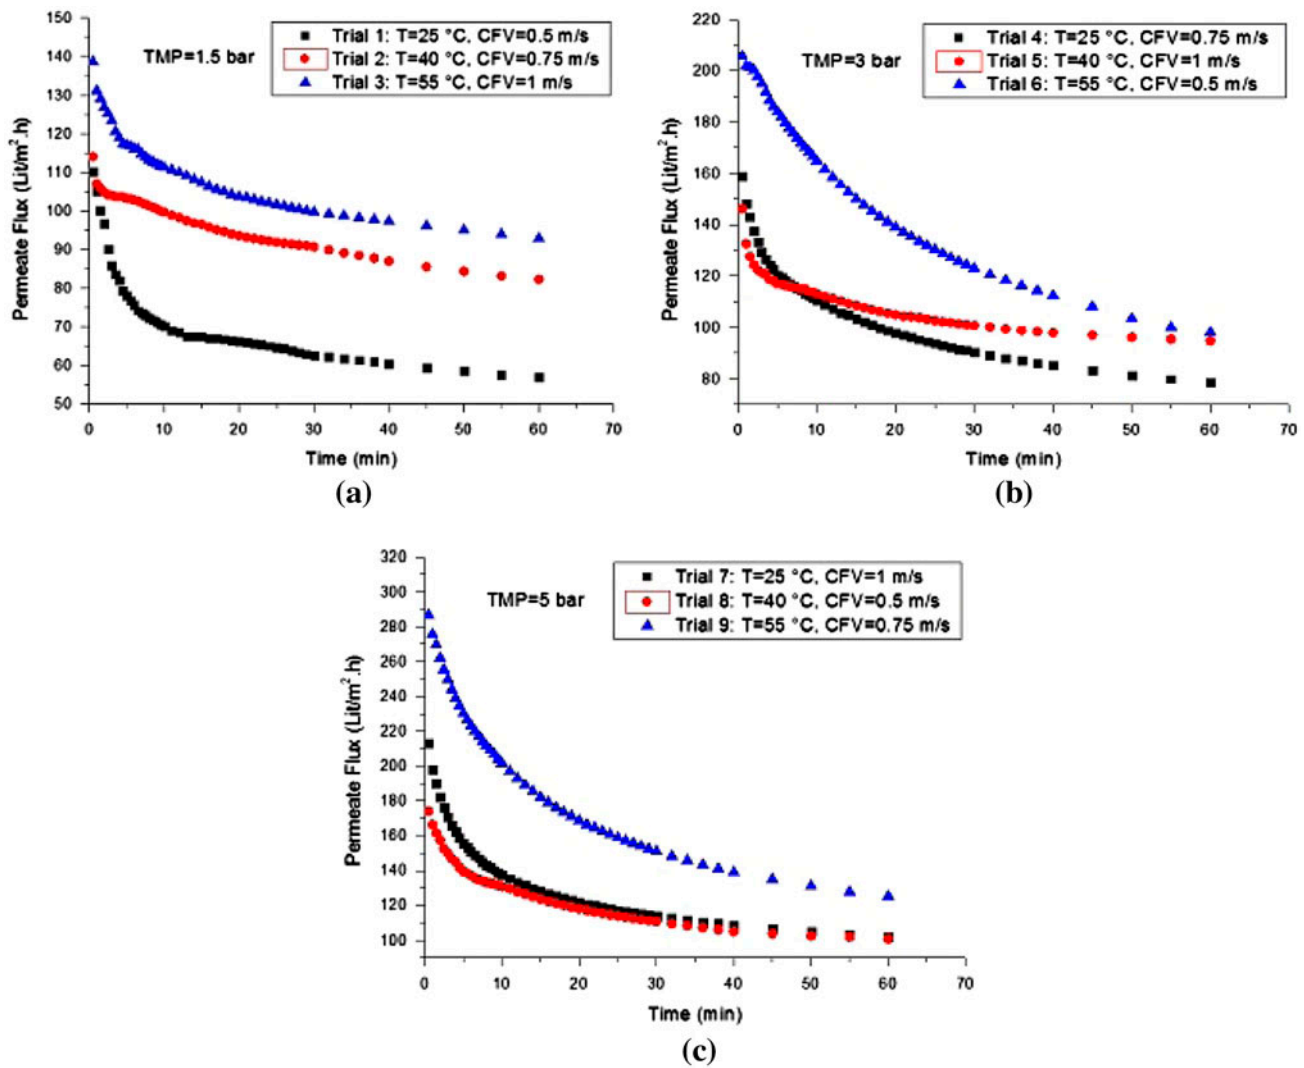 150
140
130
120
110
100
90
80
70
60
50
Permeate Flux (Lit/m².h)
TMP=1.5 bar
Trial 1: T=25 °C, CFV=0.5 m/s
Trial 2: T=40 °C, CFV=0.75 m/s
Trial 3: T=55 °C, CFV=1 m/s
0 10 20 30 40 50 60 70
Time (min)
(a)
220
200
180
160
140
120
100
80
Permeate Flux (Lit/m².h)
TMP=3 bar
Trial 4: T=25 °C, CFV=0.75 m/s
Trial 5: T=40 °C, CFV=1 m/s
Trial 6: T=55 °C, CFV=0.5 m/s
0 10 20 30 40 50 60 70
Time (min)
(b)
320
300
280
260
240
220
200
180
160
140
120
100
Permeate Flux (Lit/m².h)
TMP=5 bar
Trial 7: T=25 °C, CFV=1 m/s
Trial 8: T=40 °C, CFV=0.5 m/s
Trial 9: T=55 °C, CFV=0.75 m/s
0 10 20 30 40 50 60 70
Time (min)
(c)